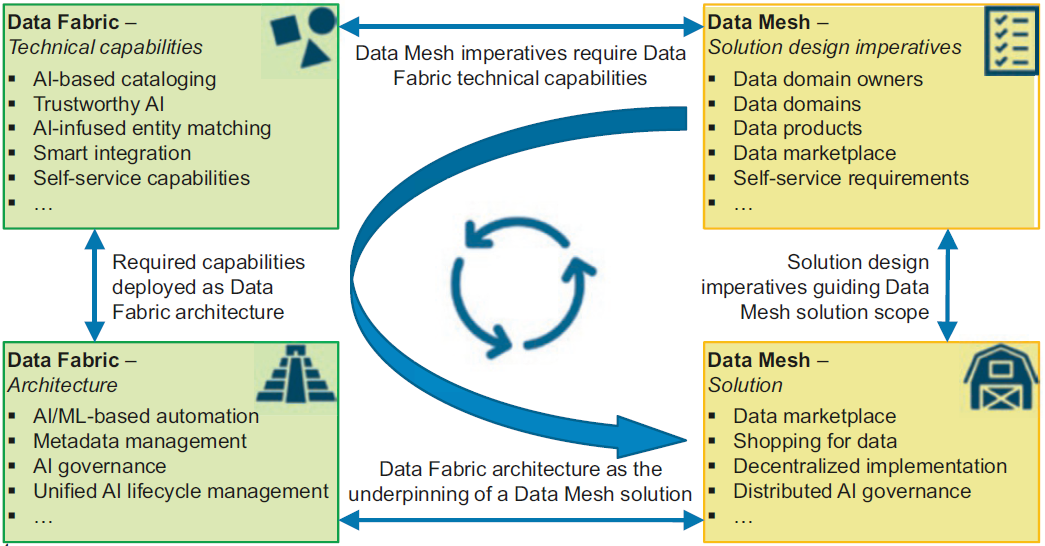 Data Fabric –
Technical capabilities
▪ AI-based cataloging
▪ Trustworthy AI
▪ AI-infused entity matching
▪ Smart integration
▪ Self-service capabilities
▪ …
Data Mesh imperatives require Data
Fabric technical capabilities
Data Mesh –
Solution design imperatives
▪ Data domain owners
▪ Data domains
▪ Data products
▪ Data marketplace
▪ Self-service requirements
▪ …
Required capabilities
deployed as Data
Fabric architecture
Solution design
imperatives guiding Data
Mesh solution scope
Data Fabric –
Architecture
▪ AI/ML-based automation
▪ Metadata management
▪ AI governance
▪ Unified AI lifecycle management
▪ …
Data Fabric architecture as the
underpinning of a Data Mesh solution
Data Mesh –
Solution
▪ Data marketplace
▪ Shopping for data
▪ Decentralized implementation
▪ Distributed AI governance
▪ …